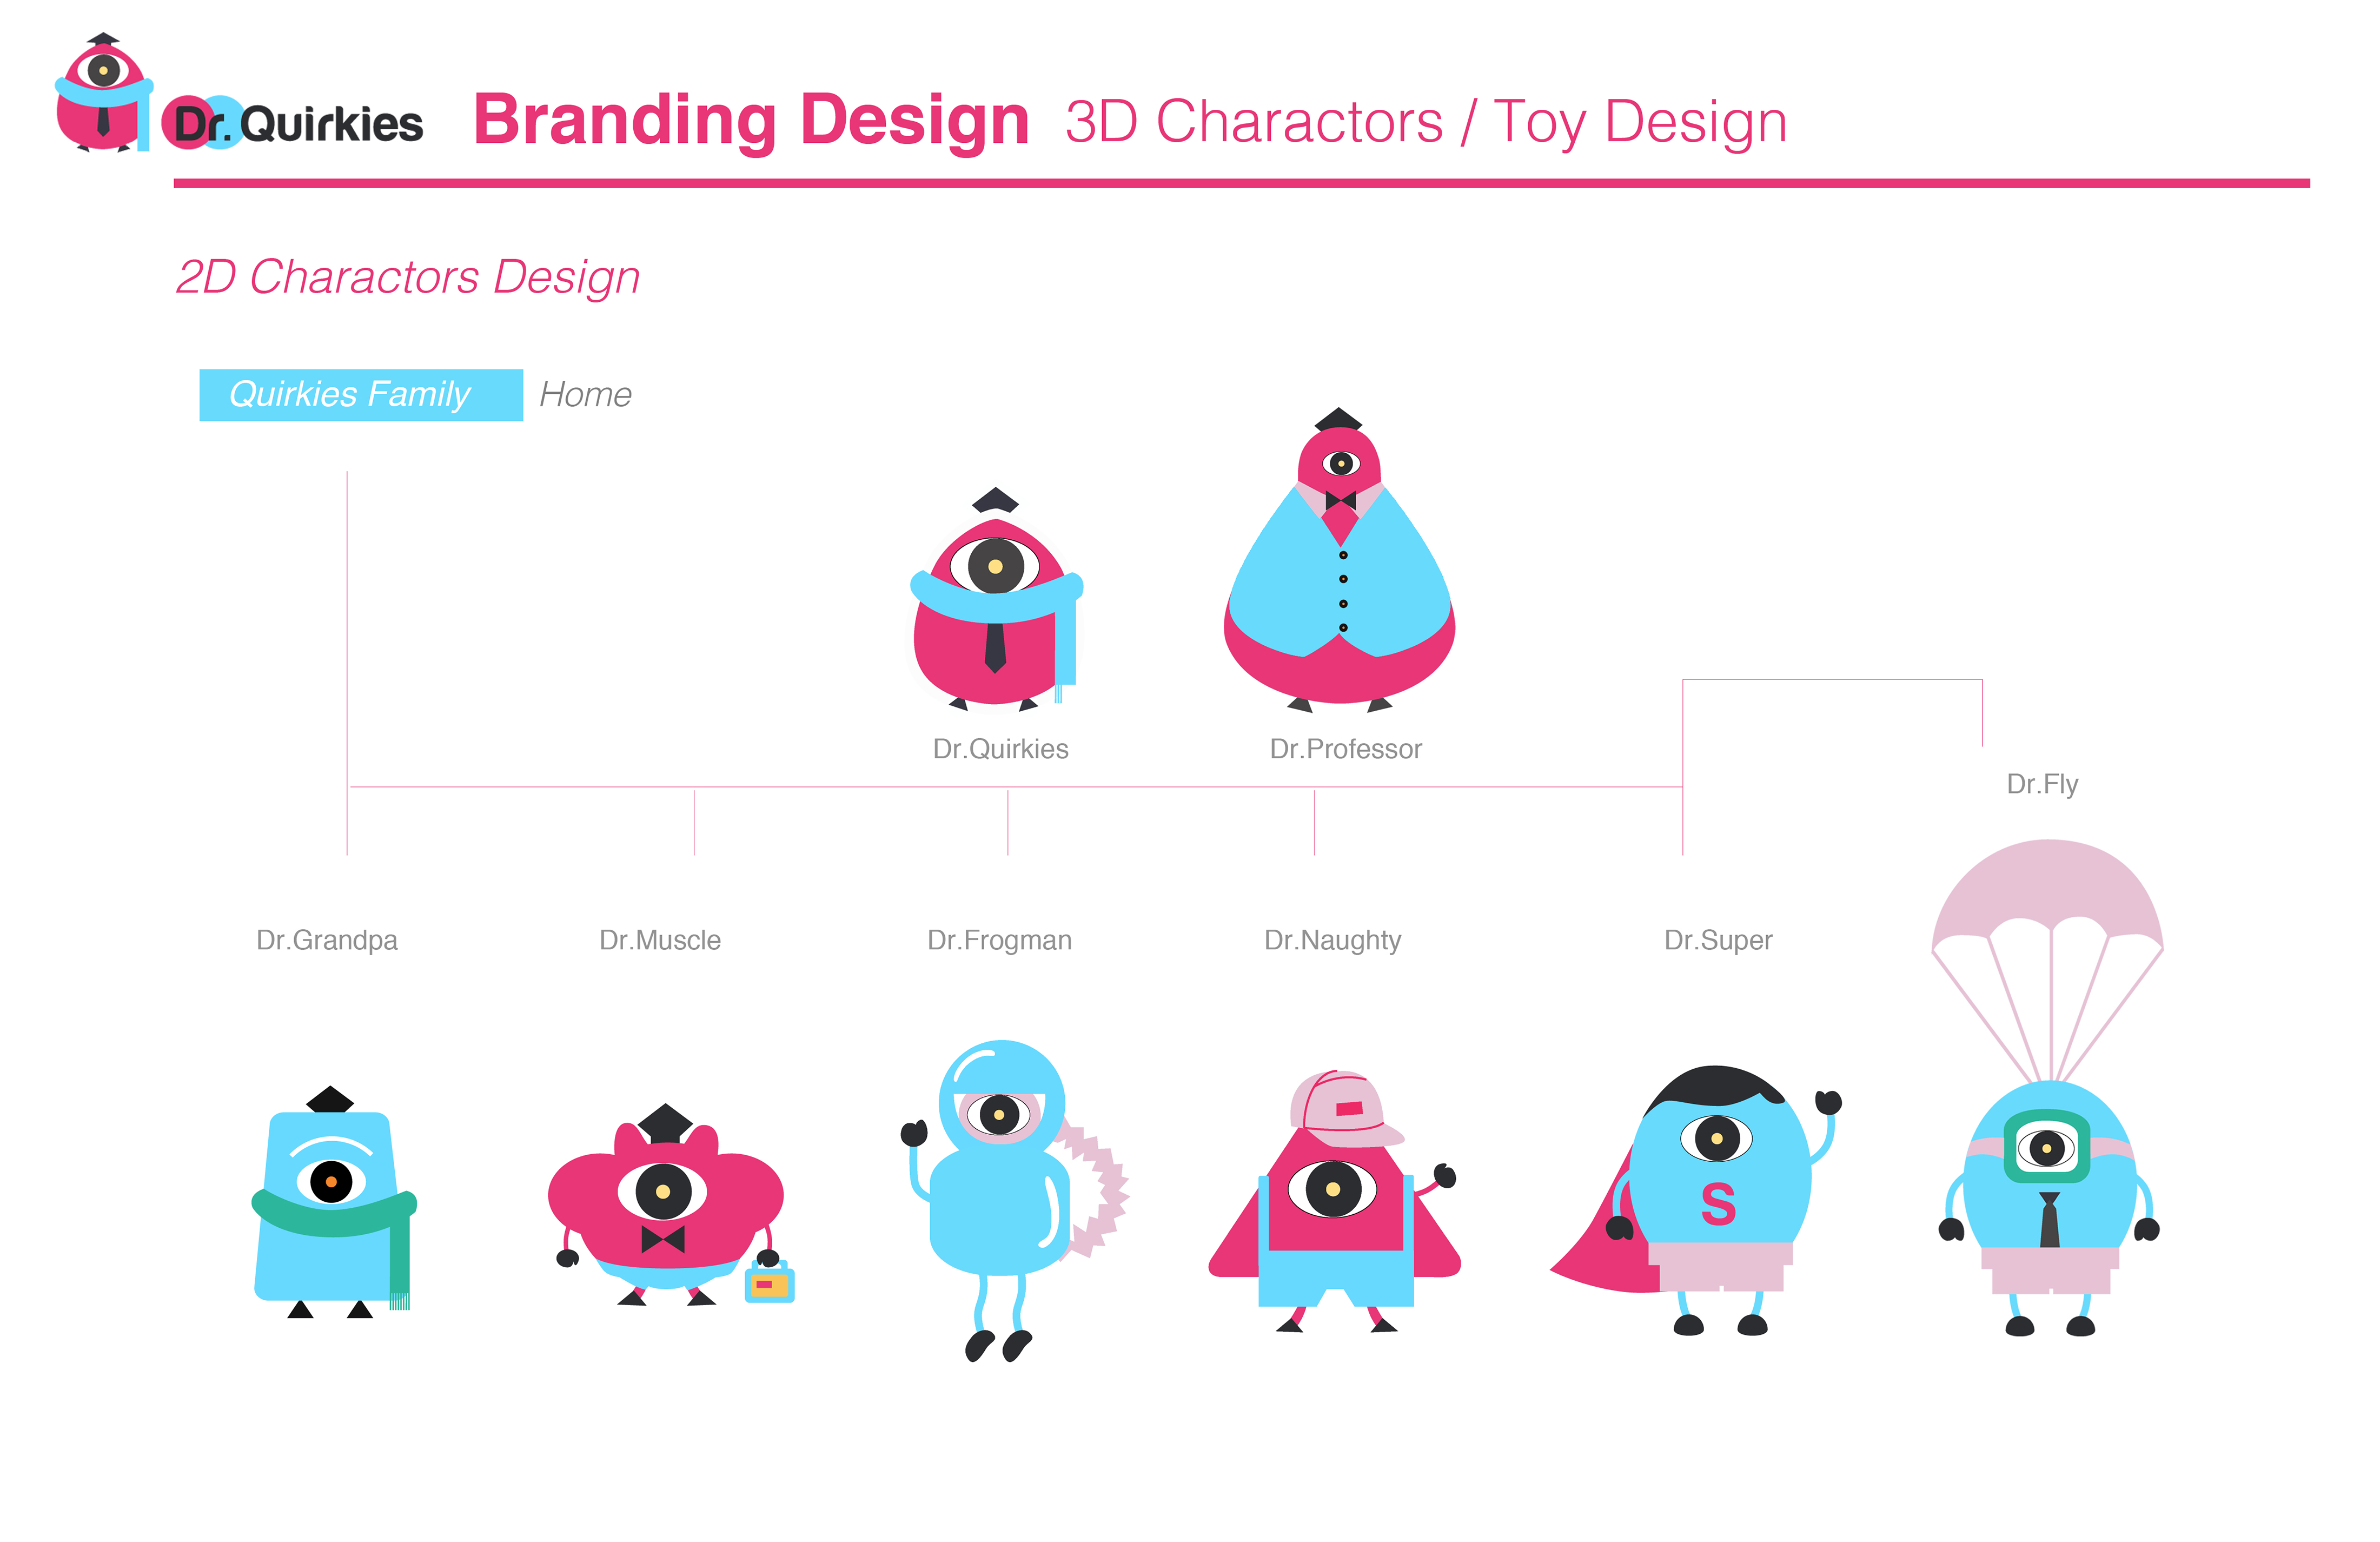 Dr. Quirkies Branding Design 3D Charactors / Toy Design
2D Charactors Design
Quirkies Family Home
Dr.Quirkies Dr.Professor
Dr.Fly
Dr.Grandpa Dr.Muscle Dr.Frogman Dr.Naughty Dr.Super
S